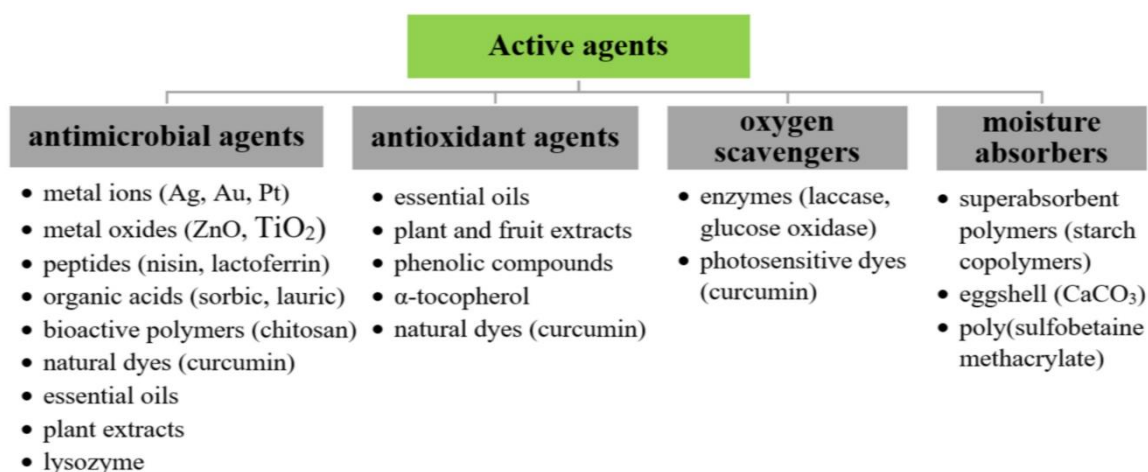 Active agents
antimicrobial agents
• metal ions (Ag, Au, Pt)
• metal oxides (ZnO, TiO₂)
• peptides (nisin, lactoferrin)
• organic acids (sorbic, lauric)
• bioactive polymers (chitosan)
• natural dyes (curcumin)
• essential oils
• plant extracts
• lysozyme
antioxidant agents
• essential oils
• plant and fruit extracts
• phenolic compounds
• α-tocopherol
• natural dyes (curcumin)
oxygen
scavengers
• enzymes (laccase,
glucose oxidase)
• photosensitive dyes
(curcumin)
moisture
absorbers
• superabsorbent
polymers (starch
copolymers)
• eggshell (CaCO₃)
• poly(sulfobetaine
methacrylate)